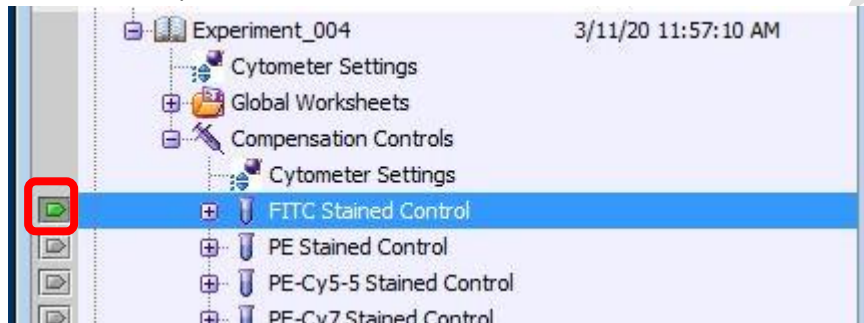 Experiment_004 3/11/20 11:57:10 AM
Cytometer Settings
Global Worksheets
Compensation Controls
Cytometer Settings
FITC Stained Control
PE Stained Control
PE-Cy5-5 Stained Control
PE-Cy7 Stained Control